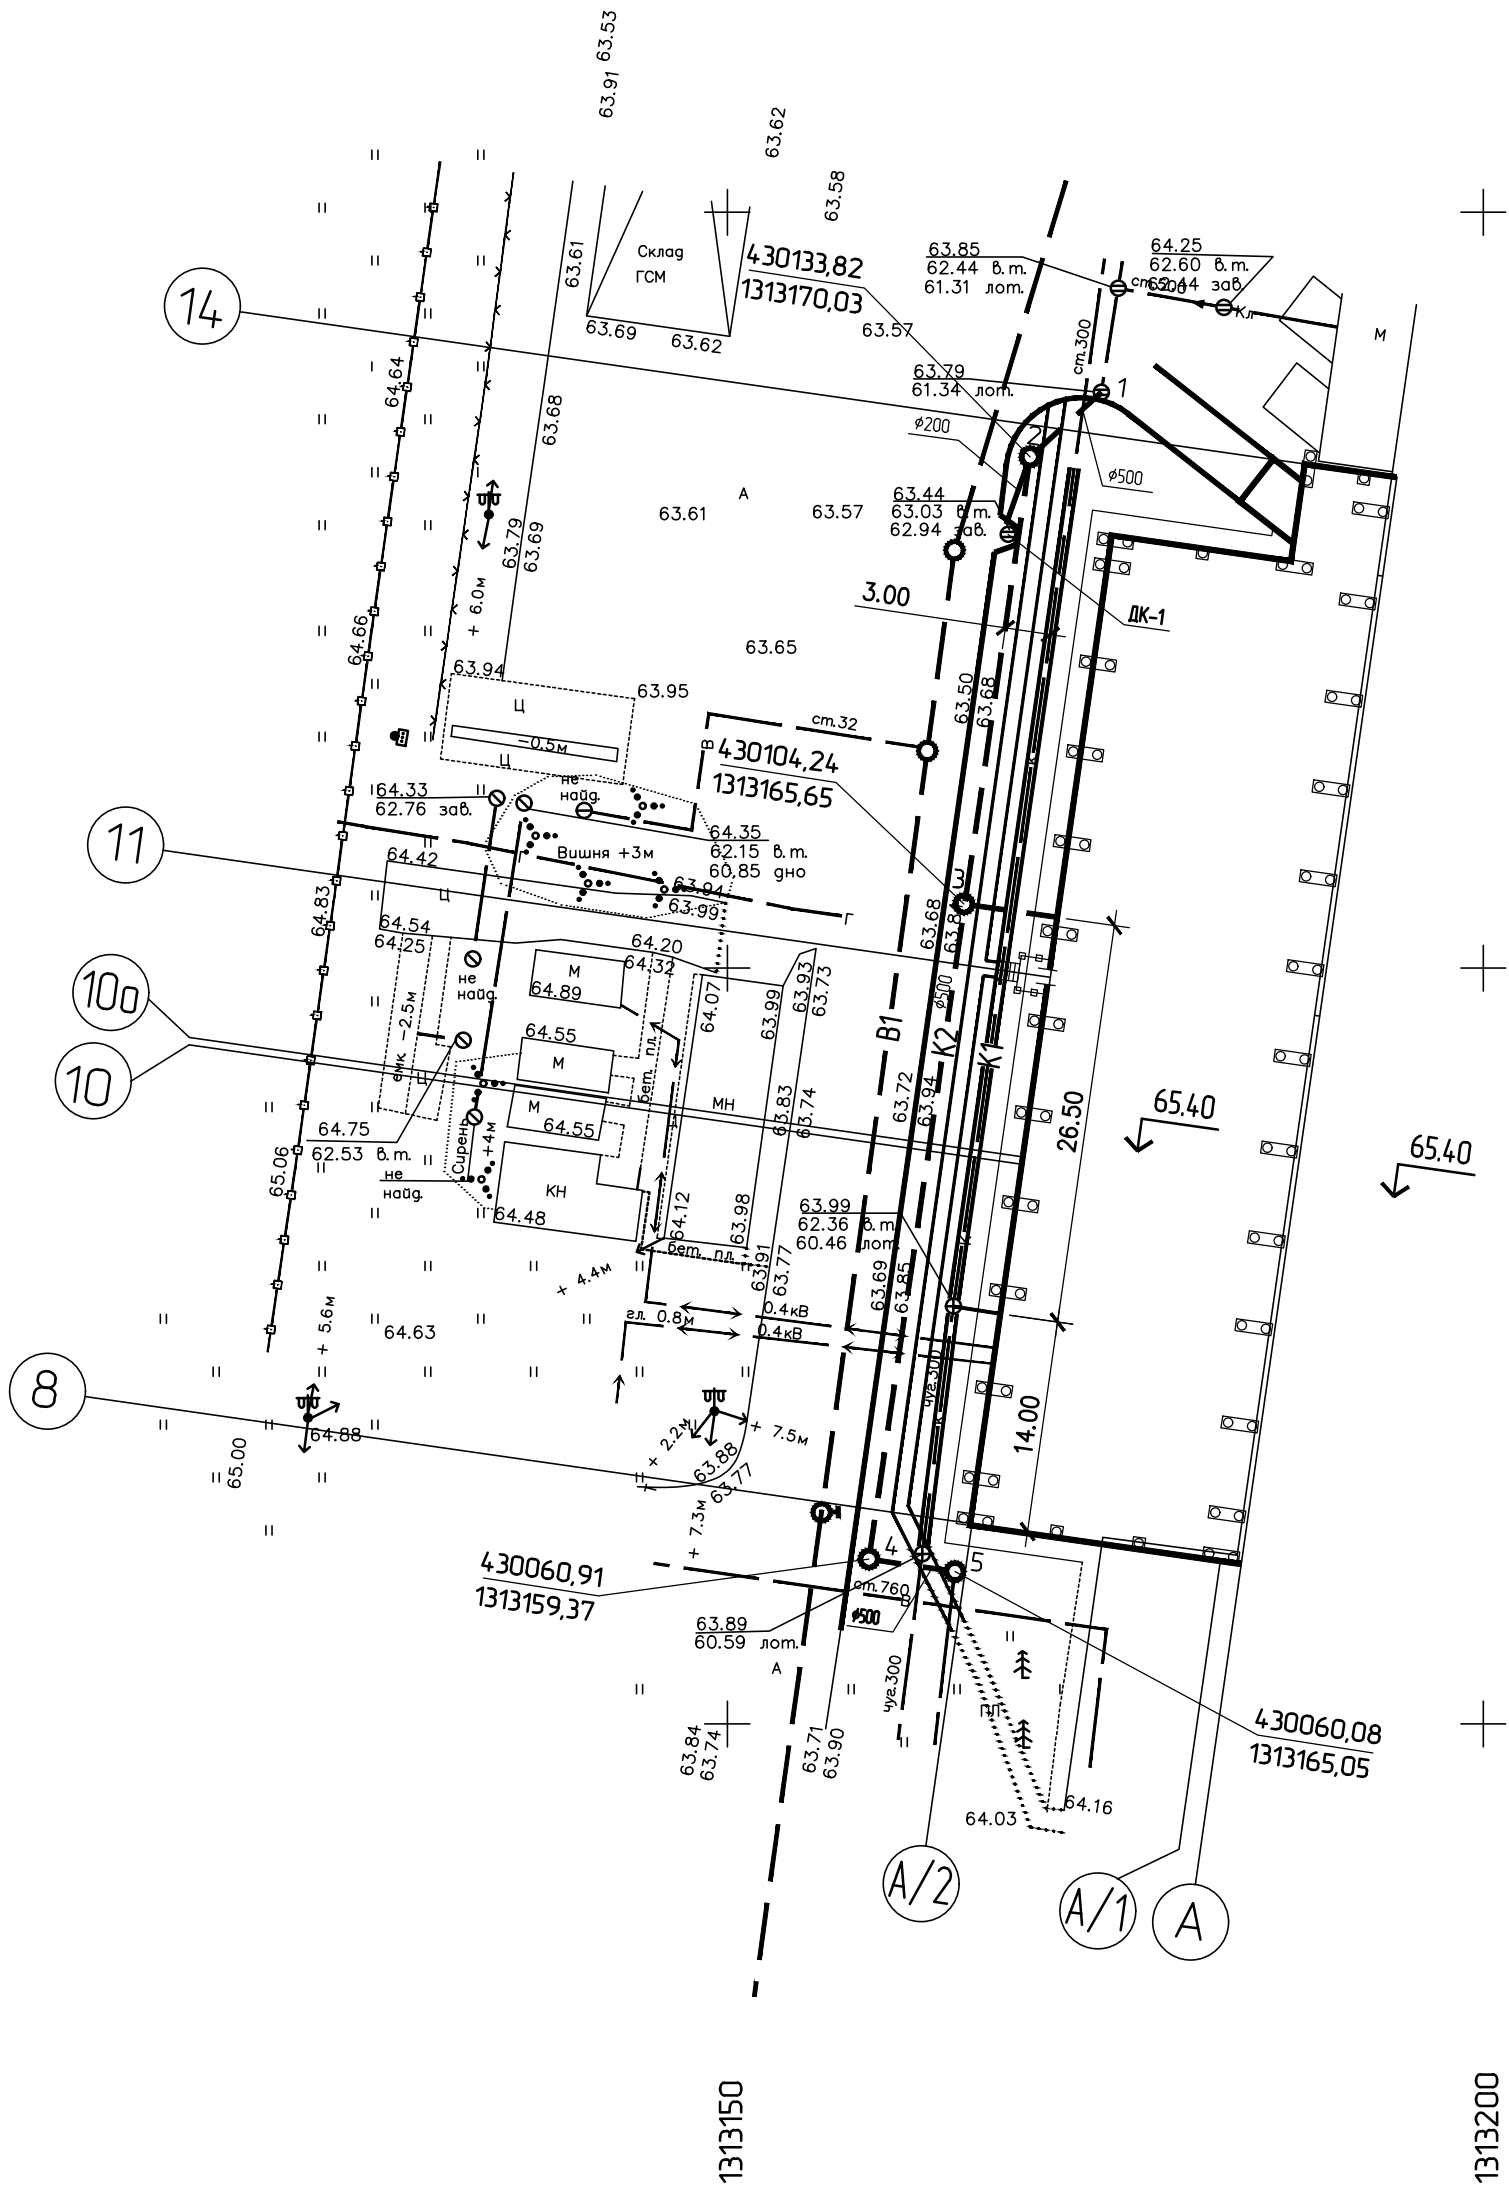 63.53
63.91
63.62
63.58
63.61
Склад
ГСМ
63.69
63.62
430133,82
1313170,03
63.57
63.85
62.44 в.т.
61.31 лот.
64.25
62.60 в.т.
62.44 зав.
ст.300
Кл
М
14
64.64
63.68
63.79
61.34 лот.
1
2
ф200
ф500
А
63.61
63.57
63.44
63.03 в.т.
62.94 зав.
63.79
63.69
+ 6.0м
3.00
ДК-1
64.66
63.65
63.94
63.95
Ц
-0.5м
Ц
ст.32
В
63.50
63.68
430104,24
1313165,65
к
не
найд.
64.33
62.76 зав.
64.35
62.15 в.т.
60.85 дно
Вишня +3м
Г
11
64.42
Ц
63.94
63.99
Г
3
64.83
64.54
64.25
64.20
64.32
63.68
не
найд.
М
64.89
64.07
63.99
63.93
63.73
ф500
10а
10
емк -2.5м
Ц
64.55
М
бет. пл.
М
64.55
МН
63.83
63.74
В1
К2
К1
63.72
63.94
26.50
65.40
65.40
64.75
62.53 в.т.
не
найд.
Сирень
+4м
65.06
КН
64.48
64.12
63.98
бет. пл.
63.91
63.77
63.99
62.36 в.т.
60.46 лот.
к
63.69
63.85
+ 4.4м
+ 5.6м
64.63
гл. 0.8м
0.4кВ
0.4кВ
чуг.300
к
14.00
8
64.88
65.00
+ 2.2м
+ 7.5м
63.88
63.77
+ 7.3м
430060,91
1313159,37
4
5
ст.760
В
ф500
63.89
60.59 лот.
А
чуг.300
ПЛ
430060,08
1313165,05
63.84
63.74
63.71
63.90
64.03
64.16
А/2
А/1
А
1313150
1313200